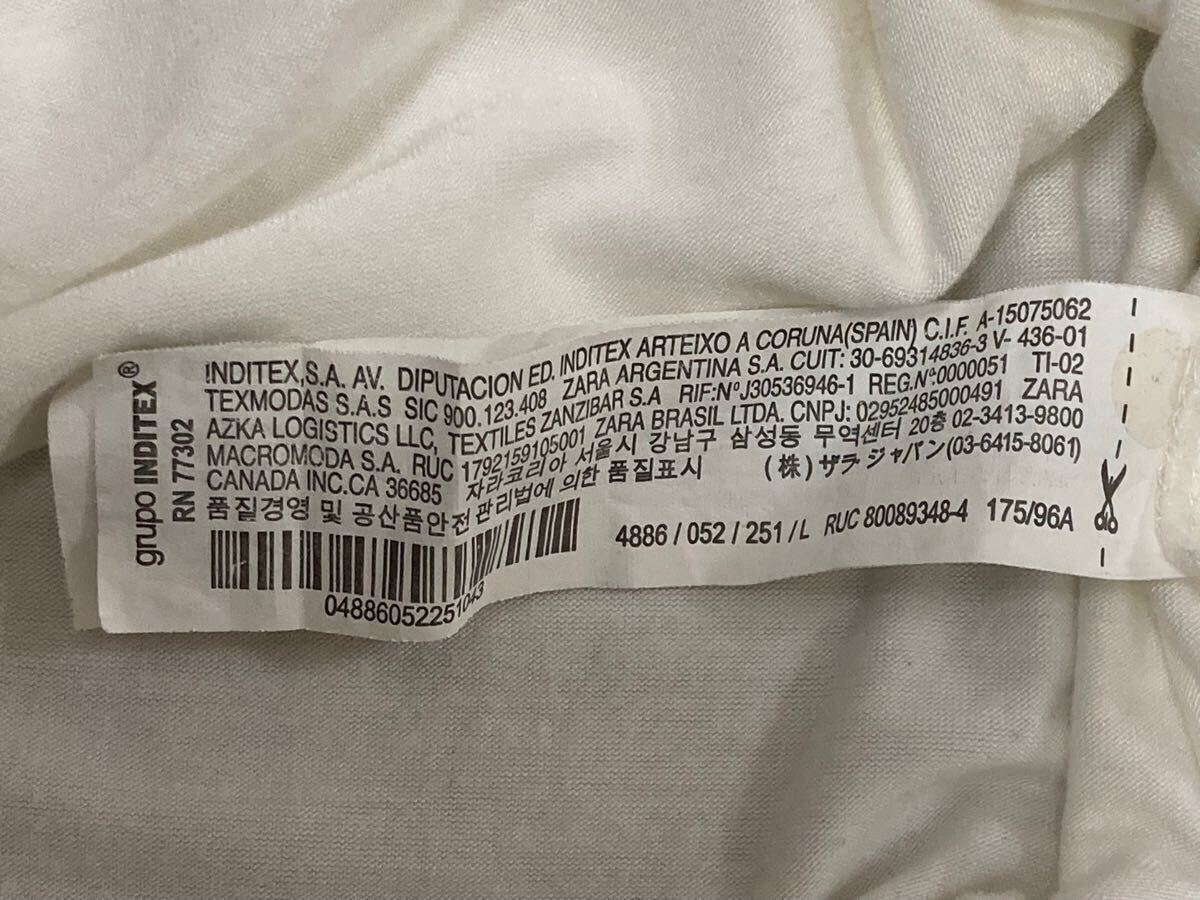 grupo INDITEX®
RN 77302
INDITEX,S.A. AV. DIPUTACION ED. INDITEX ARTEIXO A CORUNA(SPAIN) C.I.F. A-15075062
TEXMODAS S.A.S SIC 900.123.408 ZARA ARGENTINA S.A. CUIT: 30-69314836-3 V- 436-01
AZKA LOGISTICS LLC, TEXTILES ZANZIBAR S.A RIF:NºJ30536946-1 REG.Nº:0000051 TI-02
MACROMODA S.A. RUC 1792159105001 ZARA BRASIL LTDA. CNPJ: 02952485000491 ZARA
CANADA INC.CA 36685 자라코리아 서울시 강남구 삼성동 무역센터 20층 02-3413-9800
품질경영 및 공산품안전관리법에 의한 품질표시 (株) ザラ ジャパン(03-6415-8061)
4886 / 052 / 251 / L RUC 80089348-4 175/96A
04886052251043